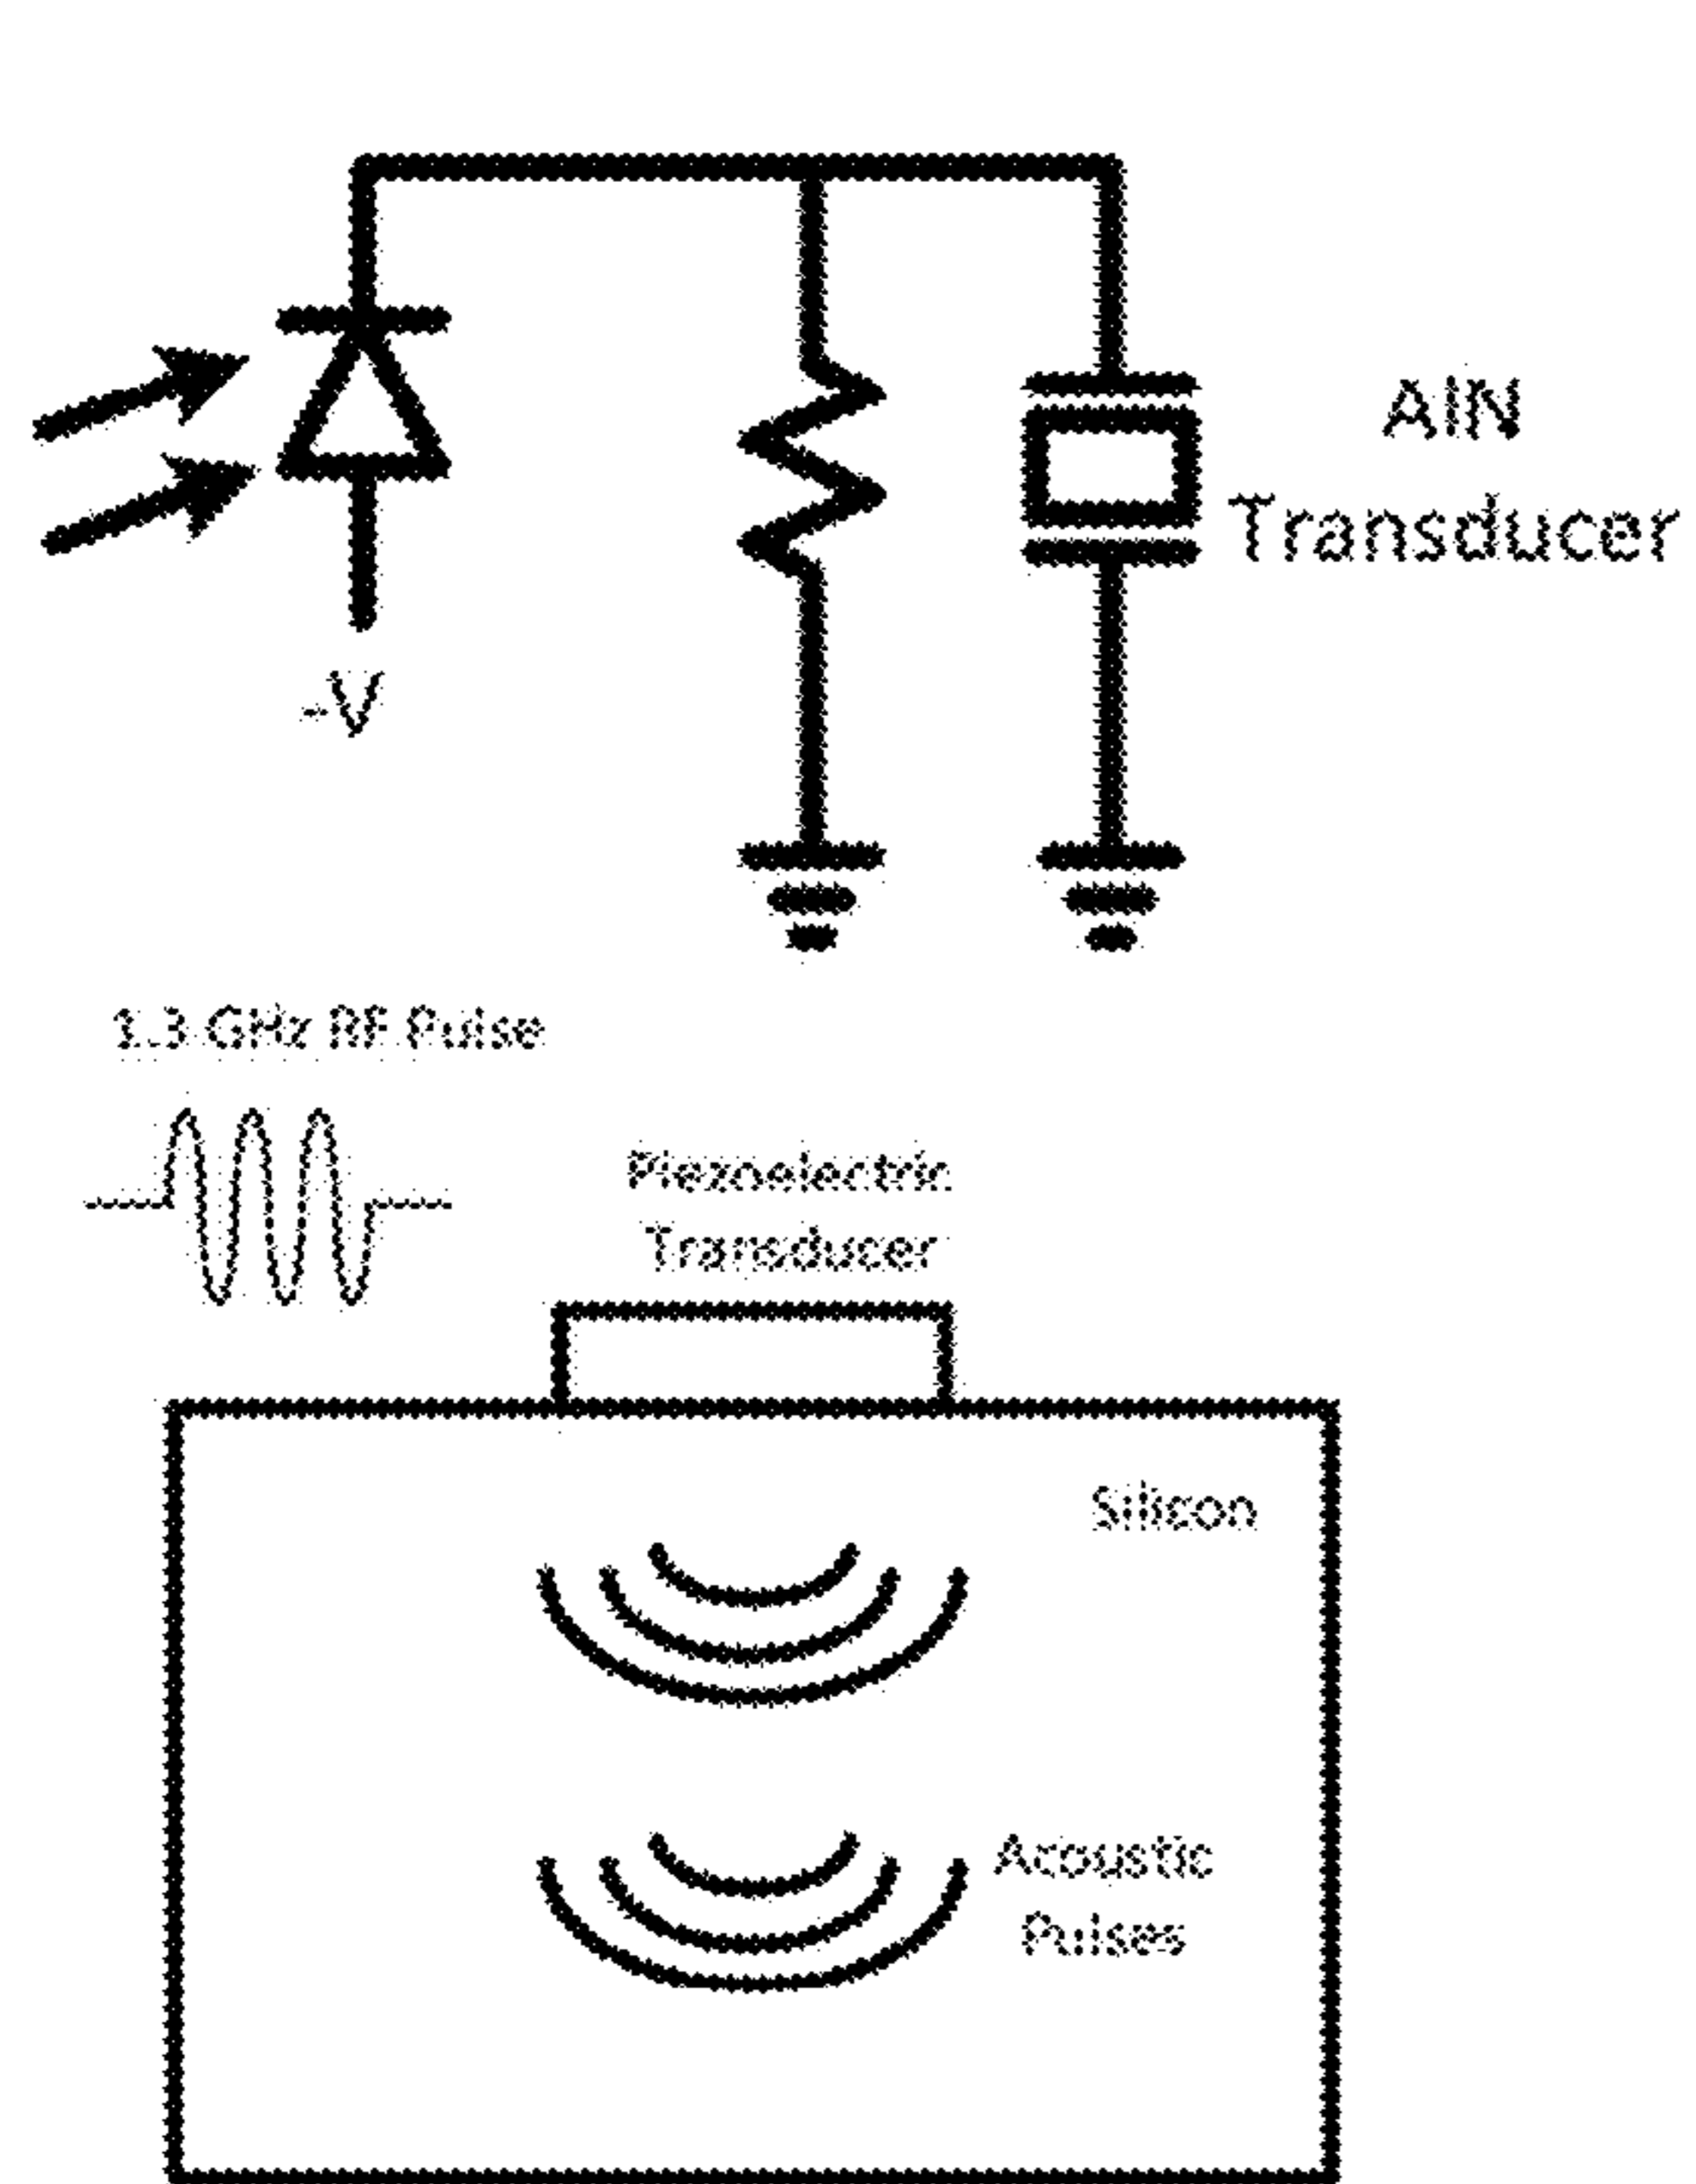 AlN
Transducer
-V
1.3 GHz RF Pulse
Piezoelectric
Transducer
Silicon
Acoustic
Pulses